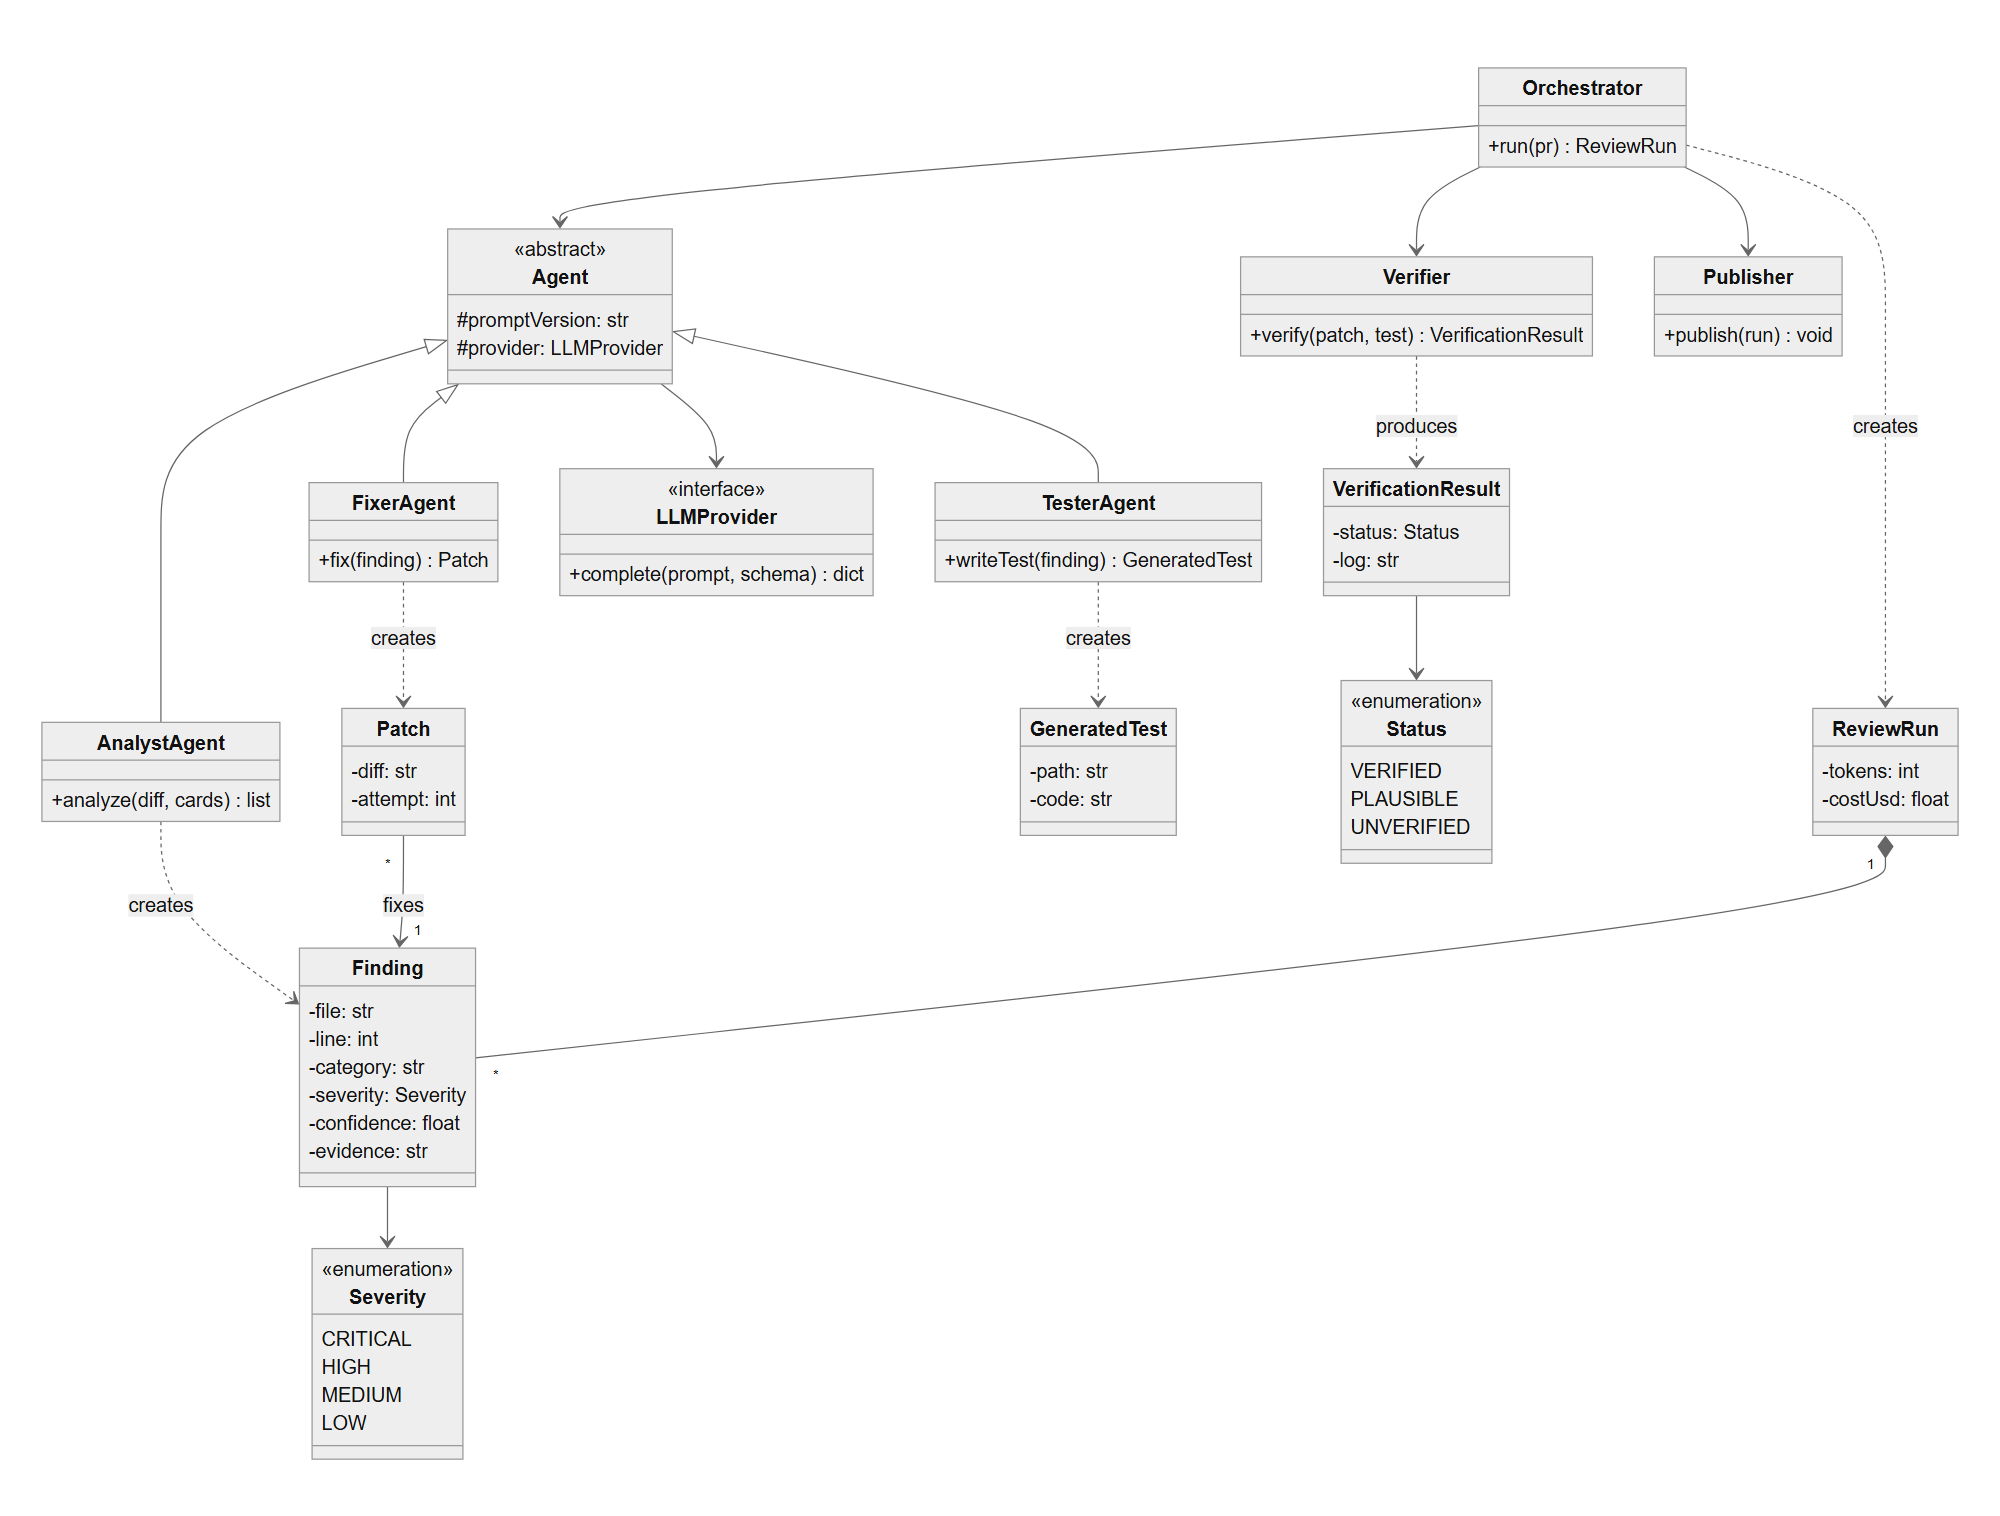 Orchestrator
+run(pr) : ReviewRun
«abstract»
Agent
#promptVersion: str
#provider: LLMProvider
Verifier
+verify(patch, test) : VerificationResult
Publisher
+publish(run) : void
produces
creates
FixerAgent
+fix(finding) : Patch
«interface»
LLMProvider
+complete(prompt, schema) : dict
TesterAgent
+writeTest(finding) : GeneratedTest
VerificationResult
-status: Status
-log: str
creates
creates
AnalystAgent
+analyze(diff, cards) : list
Patch
-diff: str
-attempt: int
GeneratedTest
-path: str
-code: str
«enumeration»
Status
VERIFIED
PLAUSIBLE
UNVERIFIED
ReviewRun
-tokens: int
-costUsd: float
*
1
creates
fixes
1
Finding
-file: str
-line: int
-category: str
-severity: Severity
-confidence: float
-evidence: str
*
«enumeration»
Severity
CRITICAL
HIGH
MEDIUM
LOW